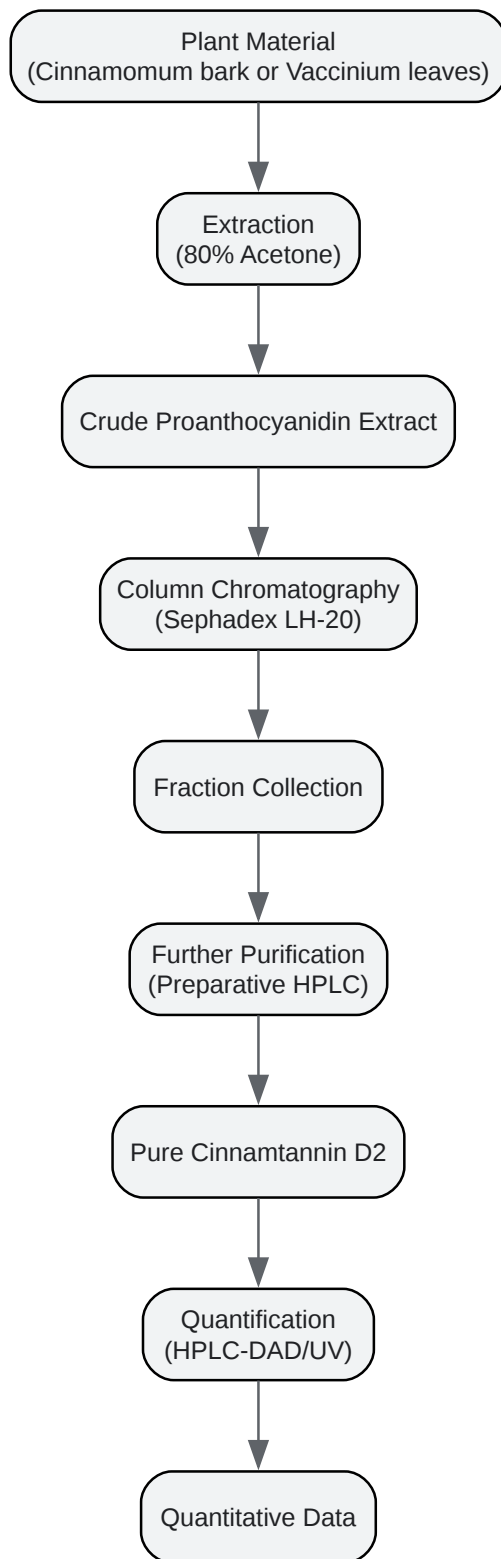 Plant Material
(Cinnamomum bark or Vaccinium leaves)
Extraction
(80% Acetone)
Crude Proanthocyanidin Extract
Column Chromatography
(Sephadex LH-20)
Fraction Collection
Further Purification
(Preparative HPLC)
Pure Cinnamtannin D2
Quantification
(HPLC-DAD/UV)
Quantitative Data